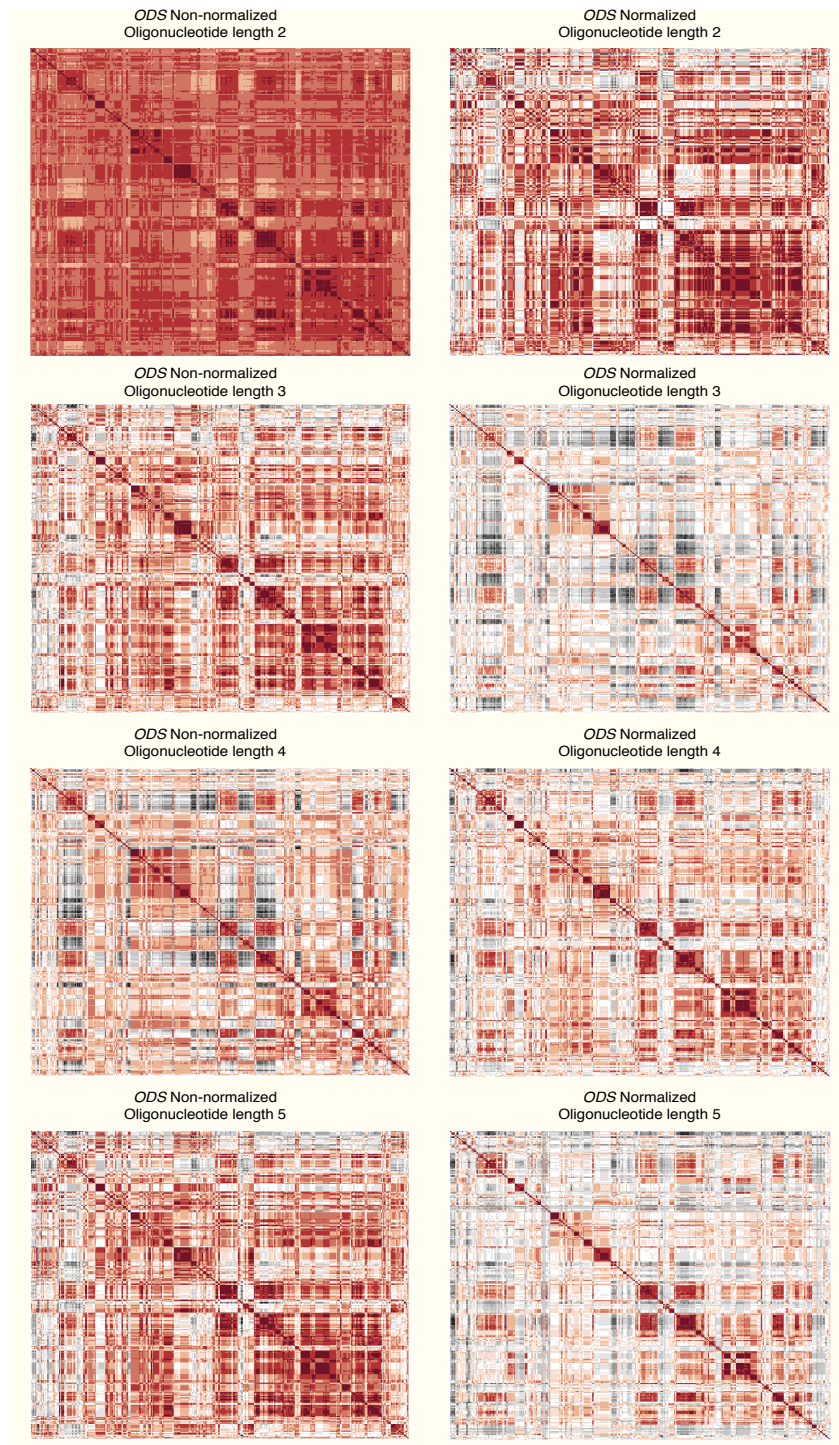 ODS Non-normalized
Oligonucleotide length 2
ODS Normalized
Oligonucleotide length 2
ODS Non-normalized
Oligonucleotide length 3
ODS Normalized
Oligonucleotide length 3
ODS Non-normalized
Oligonucleotide length 4
ODS Normalized
Oligonucleotide length 4
ODS Non-normalized
Oligonucleotide length 5
ODS Normalized
Oligonucleotide length 5